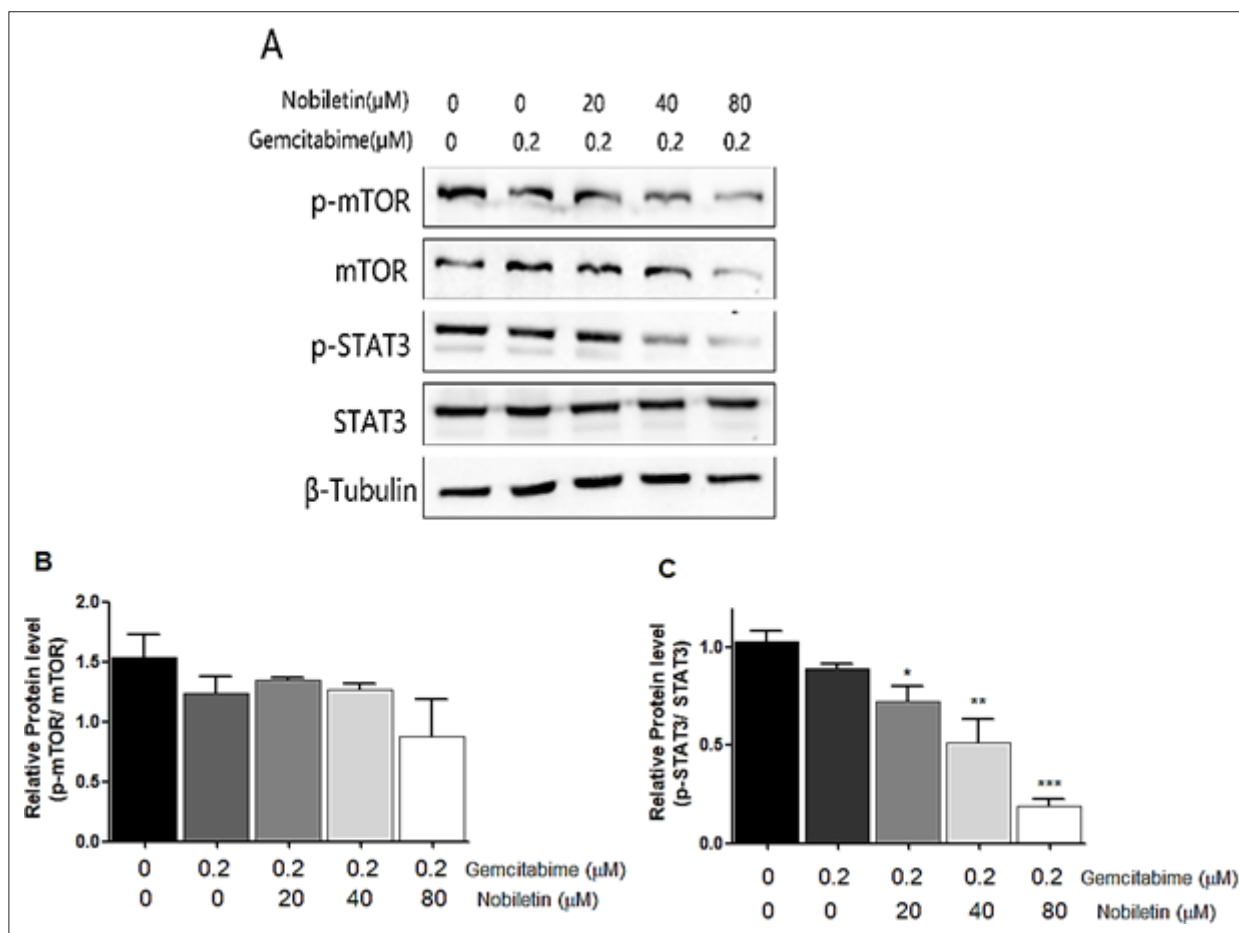 A
Nobiletin(μM) 0 0 20 40 80
Gemcitabime(μM) 0 0.2 0.2 0.2 0.2
p-mTOR
mTOR
p-STAT3
STAT3
β-Tubulin
B
Relative Protein level
(p-mTOR/ mTOR)
2.0
1.5
1.0
0.5
0.0
0 0.2 0.2 0.2 0.2 Gemcitabime (μM)
0 0 20 40 80 Nobiletin (μM)
C
Relative Protein level
(p-STAT3/ STAT3)
1.0
0.5
0.0
*
**
***
0 0.2 0.2 0.2 0.2 Gemcitabime (μM)
0 0 20 40 80 Nobiletin (μM)